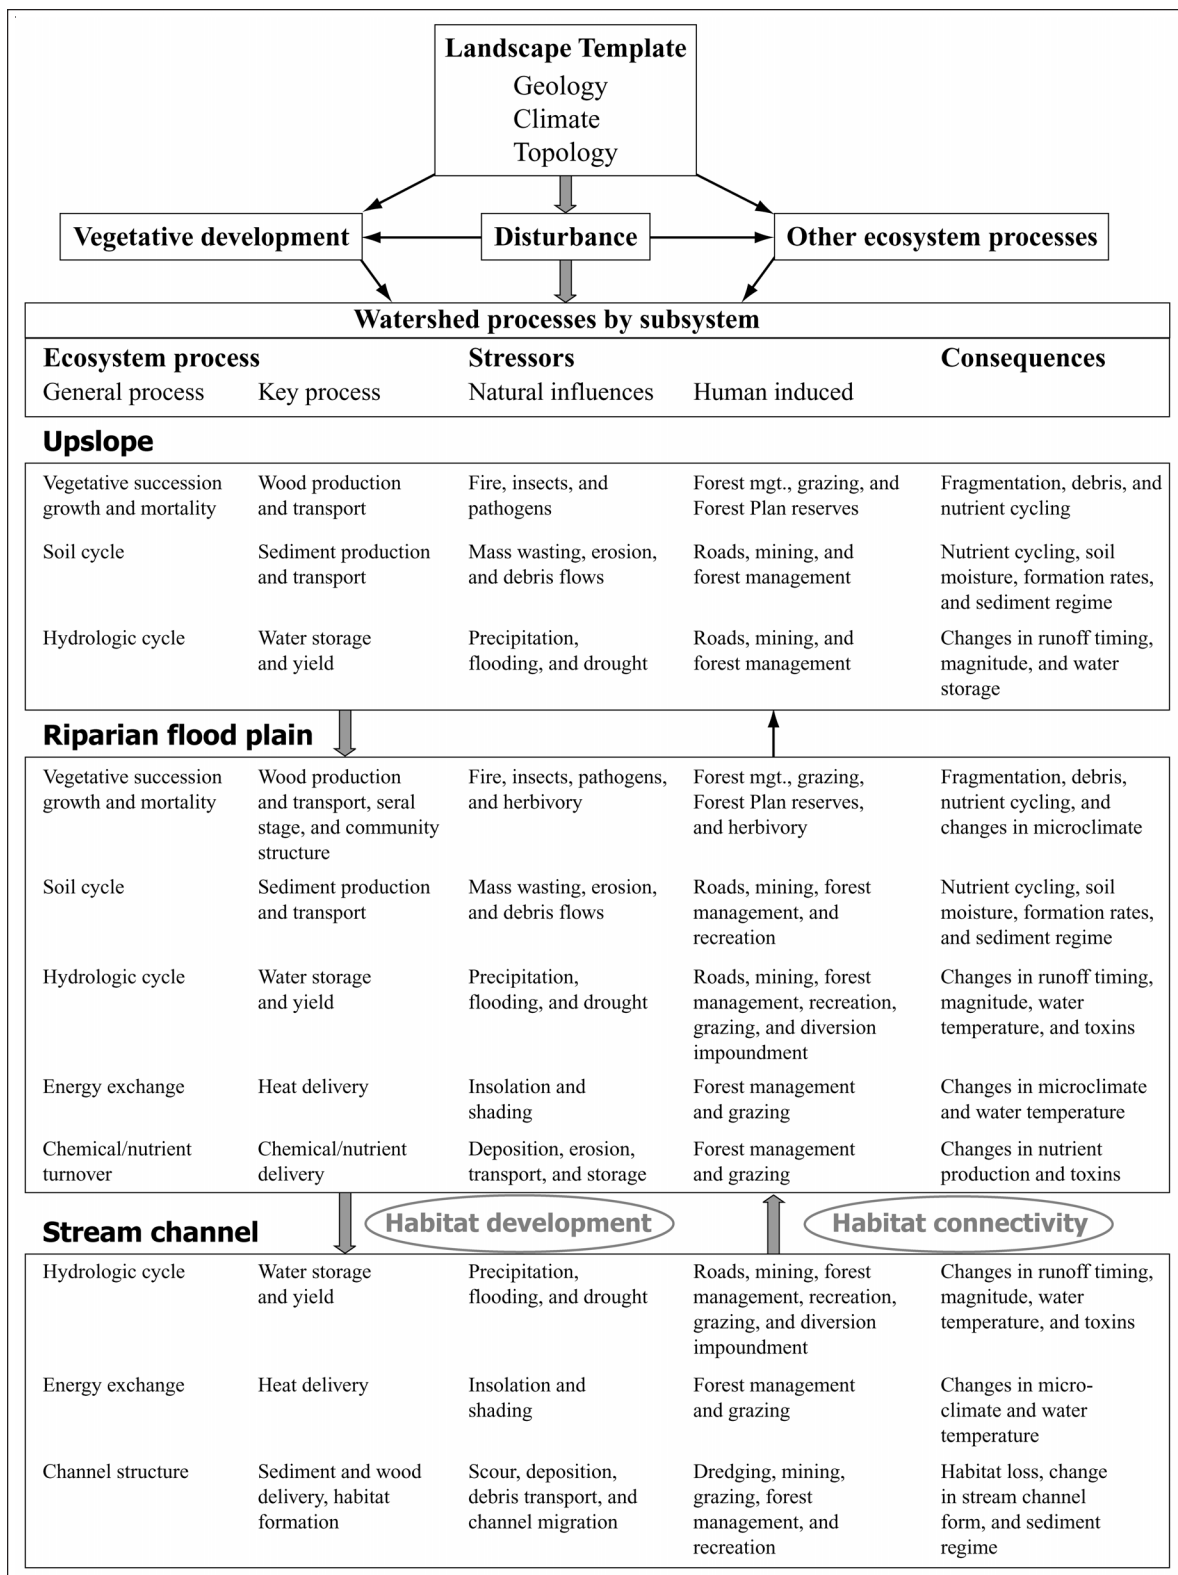 Landscape Template
Geology
Climate
Topology
Vegetative development
Disturbance
Other ecosystem processes
Watershed processes by subsystem
Ecosystem process
Stressors
Consequences
General process
Key process
Natural influences
Human induced
Upslope
Vegetative succession
growth and mortality
Wood production
and transport
Fire, insects, and
pathogens
Forest mgt., grazing, and
Forest Plan reserves
Fragmentation, debris, and
nutrient cycling
Soil cycle
Sediment production
and transport
Mass wasting, erosion,
and debris flows
Roads, mining, and
forest management
Nutrient cycling, soil
moisture, formation rates,
and sediment regime
Hydrologic cycle
Water storage
and yield
Precipitation,
flooding, and drought
Roads, mining, and
forest management
Changes in runoff timing,
magnitude, and water
storage
Riparian flood plain
Vegetative succession
growth and mortality
Wood production
and transport, seral
stage, and community
structure
Fire, insects, pathogens,
and herbivory
Forest mgt., grazing,
Forest Plan reserves,
and herbivory
Fragmentation, debris,
nutrient cycling, and
changes in microclimate
Soil cycle
Sediment production
and transport
Mass wasting, erosion,
and debris flows
Roads, mining, forest
management, and
recreation
Nutrient cycling, soil
moisture, formation rates,
and sediment regime
Hydrologic cycle
Water storage
and yield
Precipitation,
flooding, and drought
Roads, mining, forest
management, recreation,
grazing, and diversion
impoundment
Changes in runoff timing,
magnitude, water
temperature, and toxins
Energy exchange
Heat delivery
Insolation and
shading
Forest management
and grazing
Changes in microclimate
and water temperature
Chemical/nutrient
turnover
Chemical/nutrient
delivery
Deposition, erosion,
transport, and storage
Forest management
and grazing
Changes in nutrient
production and toxins
Habitat development
Habitat connectivity
Stream channel
Hydrologic cycle
Water storage
and yield
Precipitation,
flooding, and drought
Roads, mining, forest
management, recreation,
grazing, and diversion
impoundment
Changes in runoff timing,
magnitude, water
temperature, and toxins
Energy exchange
Heat delivery
Insolation and
shading
Forest management
and grazing
Changes in micro-
climate and water
temperature
Channel structure
Sediment and wood
delivery, habitat
formation
Scour, deposition,
debris transport, and
channel migration
Dredging, mining,
grazing, forest
management, and
recreation
Habitat loss, change
in stream channel
form, and sediment
regime